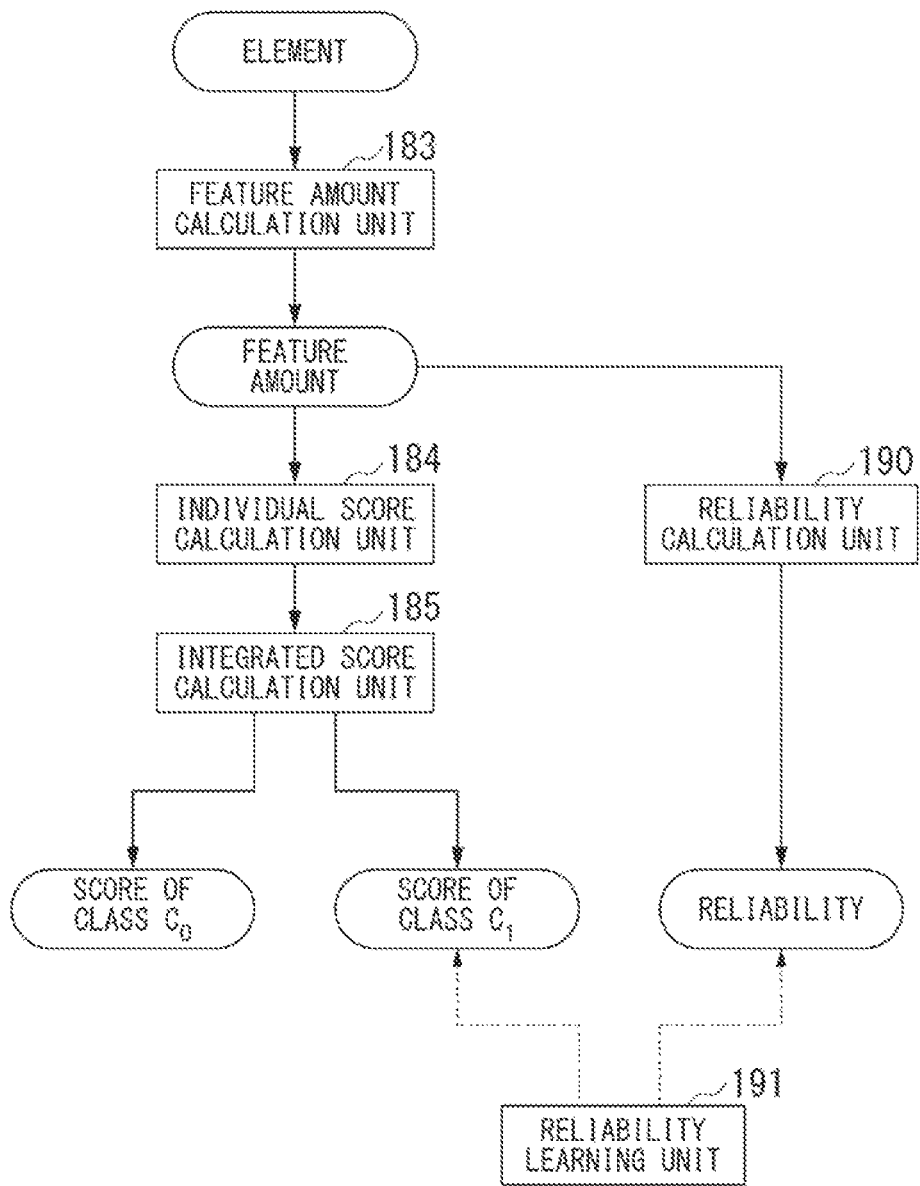 ELEMENT
183
FEATURE AMOUNT
CALCULATION UNIT
FEATURE
AMOUNT
184
INDIVIDUAL SCORE
CALCULATION UNIT
190
RELIABILITY
CALCULATION UNIT
185
INTEGRATED SCORE
CALCULATION UNIT
SCORE OF
CLASS C0
SCORE OF
CLASS C1
RELIABILITY
191
RELIABILITY
LEARNING UNIT